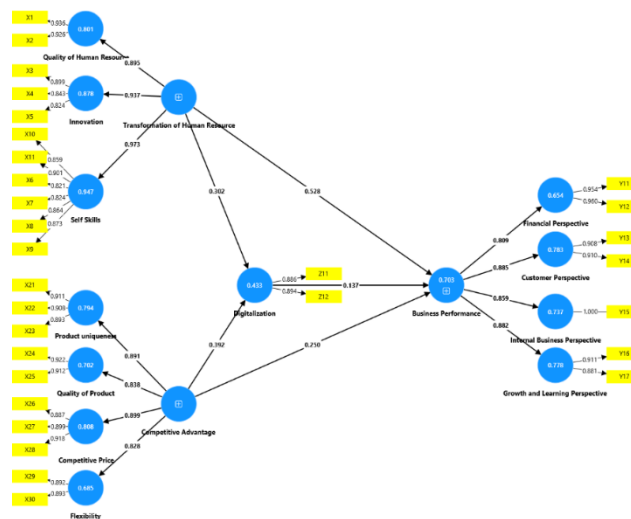 X1
0.936
X2
0.926
0.801
Quality of Human Resource
0.895
X3
0.899
X4
0.843
X5
0.824
0.878
Innovation
0.937
Transformation of Human Resource
X10
0.859
X11
0.901
X6
0.821
X7
0.824
X8
0.864
X9
0.873
0.947
Self Skills
0.973
0.302
0.528
0.433
Digitalization
0.886
Z11
0.894
Z12
0.137
0.392
0.250
0.703
Business Performance
X21
0.911
X22
0.909
X23
0.893
0.794
Product uniqueness
0.891
X24
0.822
X25
0.912
0.702
Quality of Product
0.838
X26
0.887
X27
0.899
X28
0.918
0.808
Competitive Price
0.899
Competitive Advantage
X29
0.892
X30
0.893
0.685
Flexibility
0.828
0.809
0.654
Financial Perspective
0.954
Y11
0.960
Y12
0.885
0.783
Customer Perspective
0.908
Y13
0.910
Y14
0.859
0.737
Internal Business Perspective
1.000
Y15
0.882
0.778
Growth and Learning Perspective
0.911
Y16
0.881
Y17